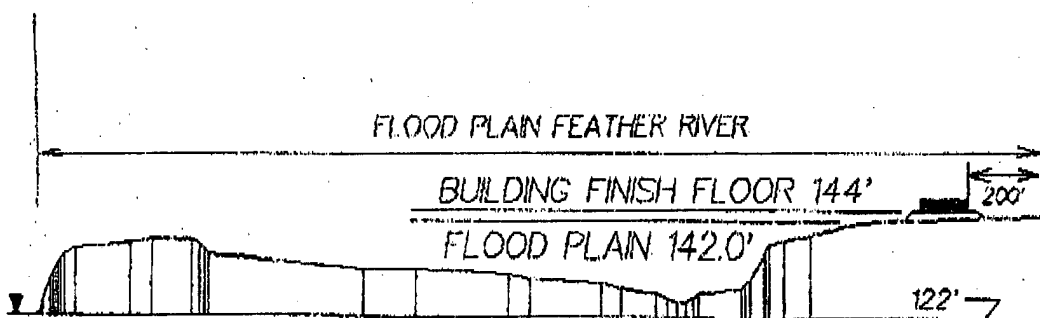 FLOOD PLAIN FEATHER RIVER
BUILDING FINISH FLOOR 144'
200'
FLOOD PLAIN 142.0'
122'